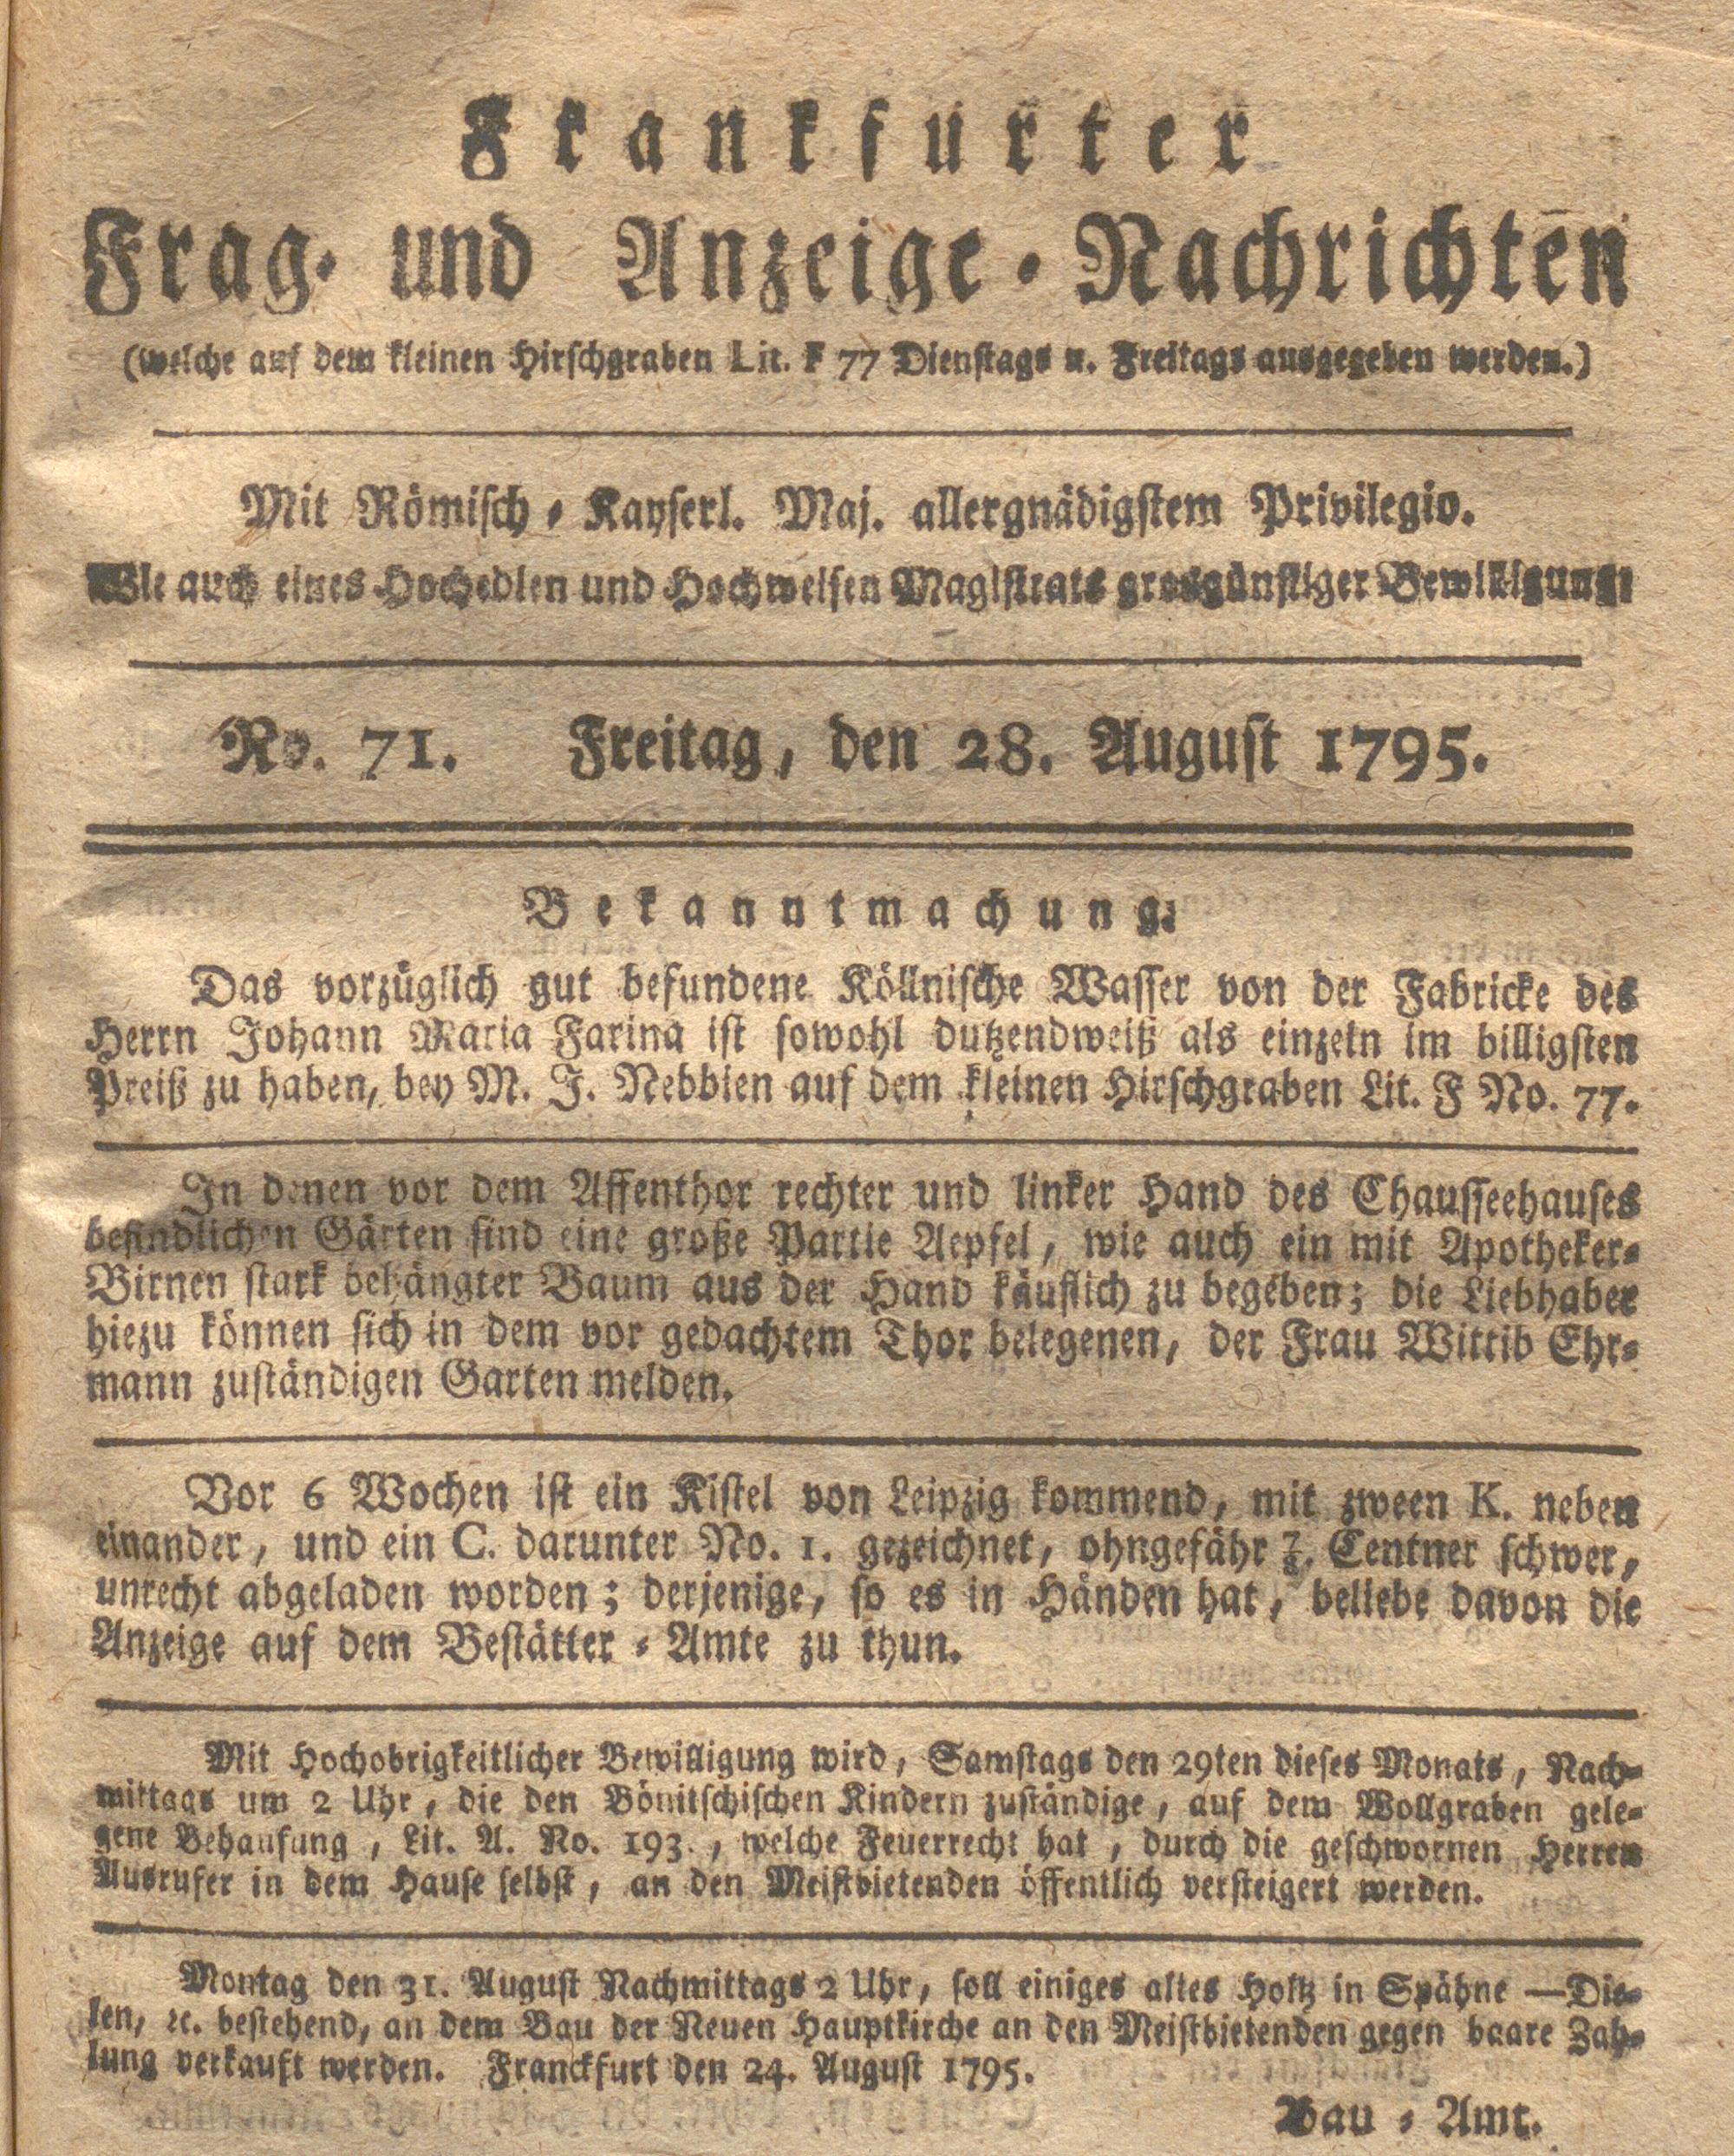 Frankfurter
Frag- und Anzeige-Nachrichten
(welche auf dem kleinen Hirschgraben Lit. F 77 Dienstags u. Freitags ausgegeben werden.)
Mit Römisch-Kayserl. Maj. allergnädigstem Privilegio.
Wie auch eines Hochedlen und Hochweisen Magistrats grosgünstiger Bewilligung.
No. 71. Freitag, den 28. August 1795.
Bekanntmachung.
Das vorzüglich gut befundene Köllnische Wasser von der Fabricke des
Herrn Johann Maria Farina ist sowohl dutzendweiß als einzeln im billigsten
Preiß zu haben, bey M. J. Nebbien auf dem kleinen Hirschgraben Lit. F No. 77.
In denen vor dem Affenthor rechter und linker Hand des Chausseehauses
befindlichen Gärten sind eine große Partie Aepfel, wie auch ein mit Apotheker-
Birnen stark behängter Baum aus der Hand käuflich zu begeben; die Liebhaber
hiezu können sich in dem vor gedachtem Thor belegenen, der Frau Wittib Ehr-
mann zuständigen Garten melden.
Vor 6 Wochen ist ein Kistel von Leipzig kommend, mit zween K. neben
einander, und ein C. darunter No. 1. gezeichnet, ohngefähr Centner schwer,
unrecht abgeladen worden; derjenige, so es in Händen hat, beliebe davon die
Anzeige auf dem Bestätter-Amte zu thun.
Mit Hochobrigkeitlicher Bewilligung wird, Samstags den 29ten dieses Monats, Nach-
mittags um 2 Uhr, die den Bönitschischen Kindern zuständige, auf dem Wollgraben gele-
gene Behausung, Lit. A. No. 193., welche Feuerrecht hat, durch die geschwornen Herren
Ausrufer in dem Hause selbst, an den Meistbietenden öffentlich versteigert werden.
Montag den 31. August Nachmittags 2 Uhr, soll einiges altes Holtz in Spähne — Die-
len, ꝛc. bestehend, an dem Bau der Neuen Hauptkirche an den Meistbietenden gegen baare Zah-
lung verkauft werden. Franckfurt den 24. August 1795.
Bau-Amt.